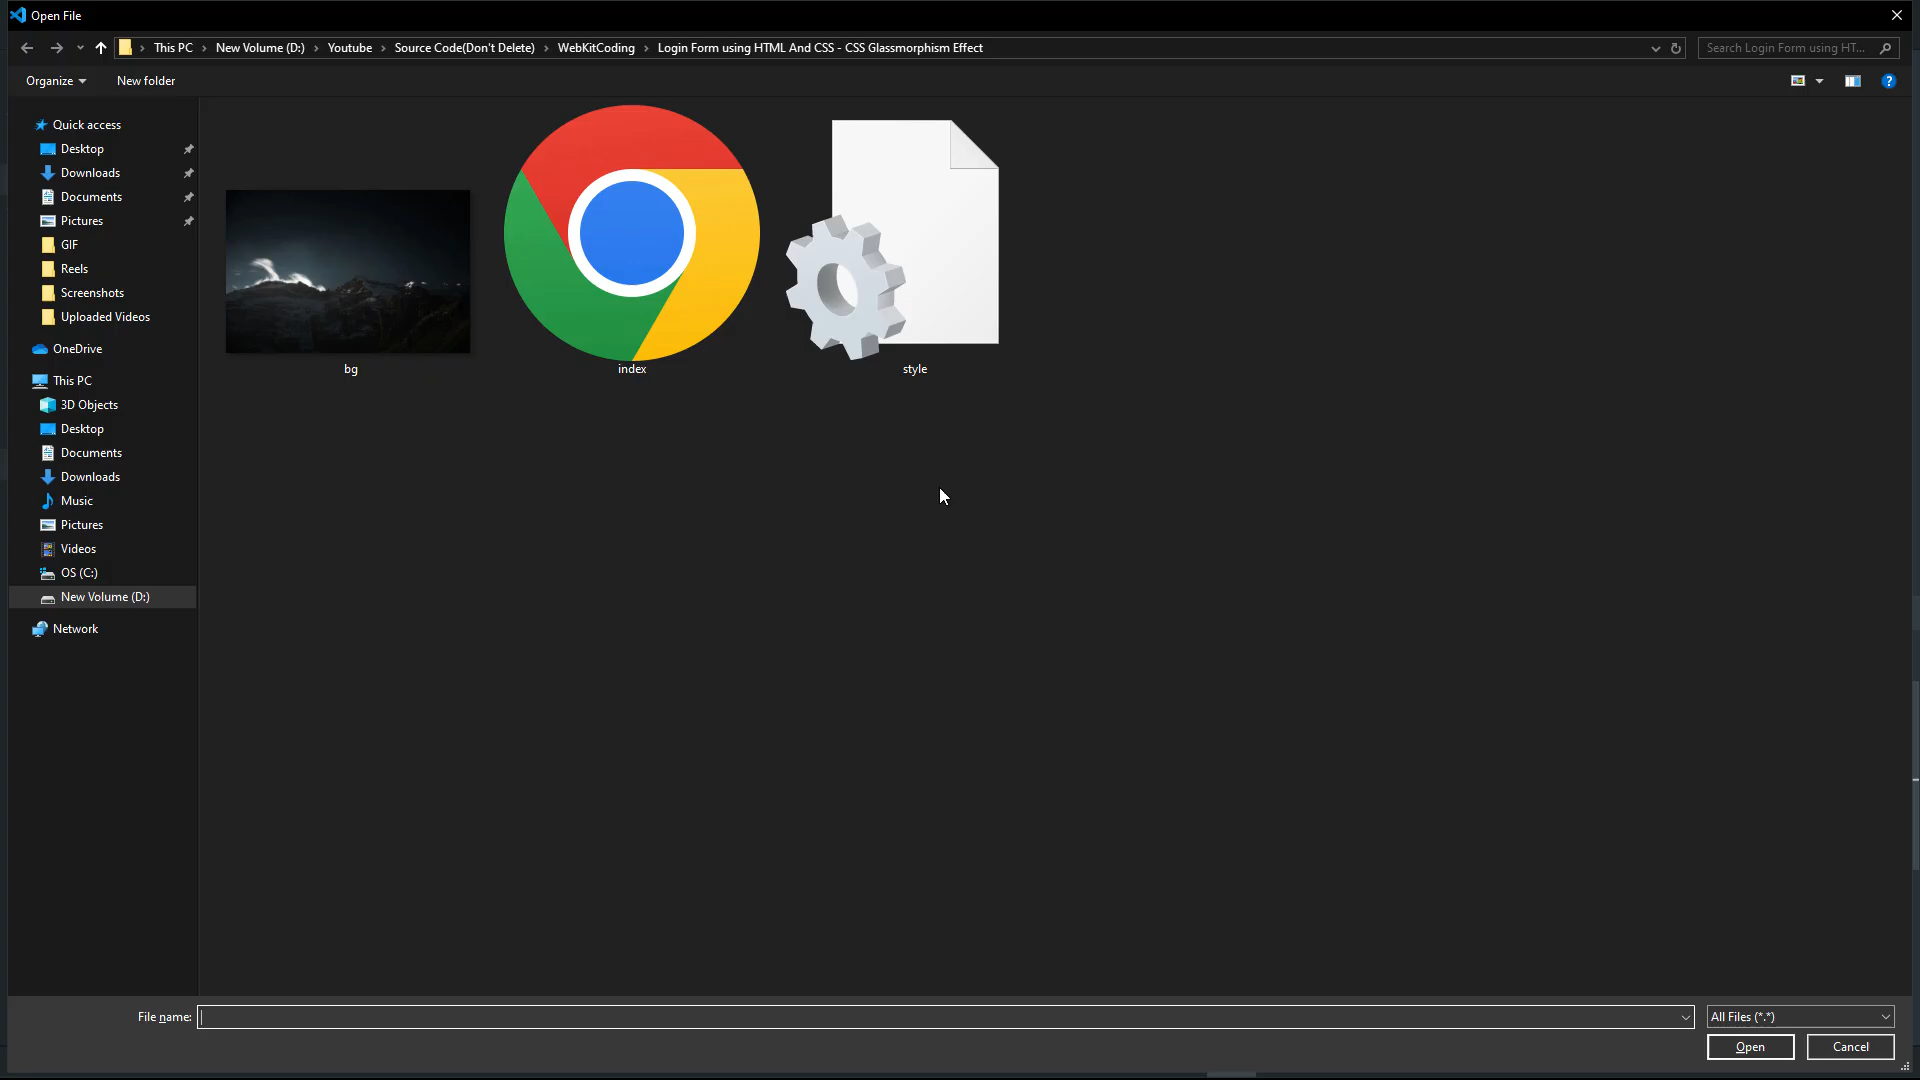 Open File
This PC
New Volume (D:)
Youtube
Source Code(Don't Delete)
WebKitCoding
Login Form using HTML And CSS - CSS Glassmorphism Effect
Search Login Form using HT...
Organize
New folder
?
Quick access
Desktop
Downloads
Documents
Pictures
GIF
Reels
Screenshots
Uploaded Videos
OneDrive
This PC
3D Objects
Desktop
Documents
Downloads
Music
Pictures
Videos
OS (C:)
New Volume (D:)
Network
bg
index
style
File name:
All Files (*.*)
Open
Cancel